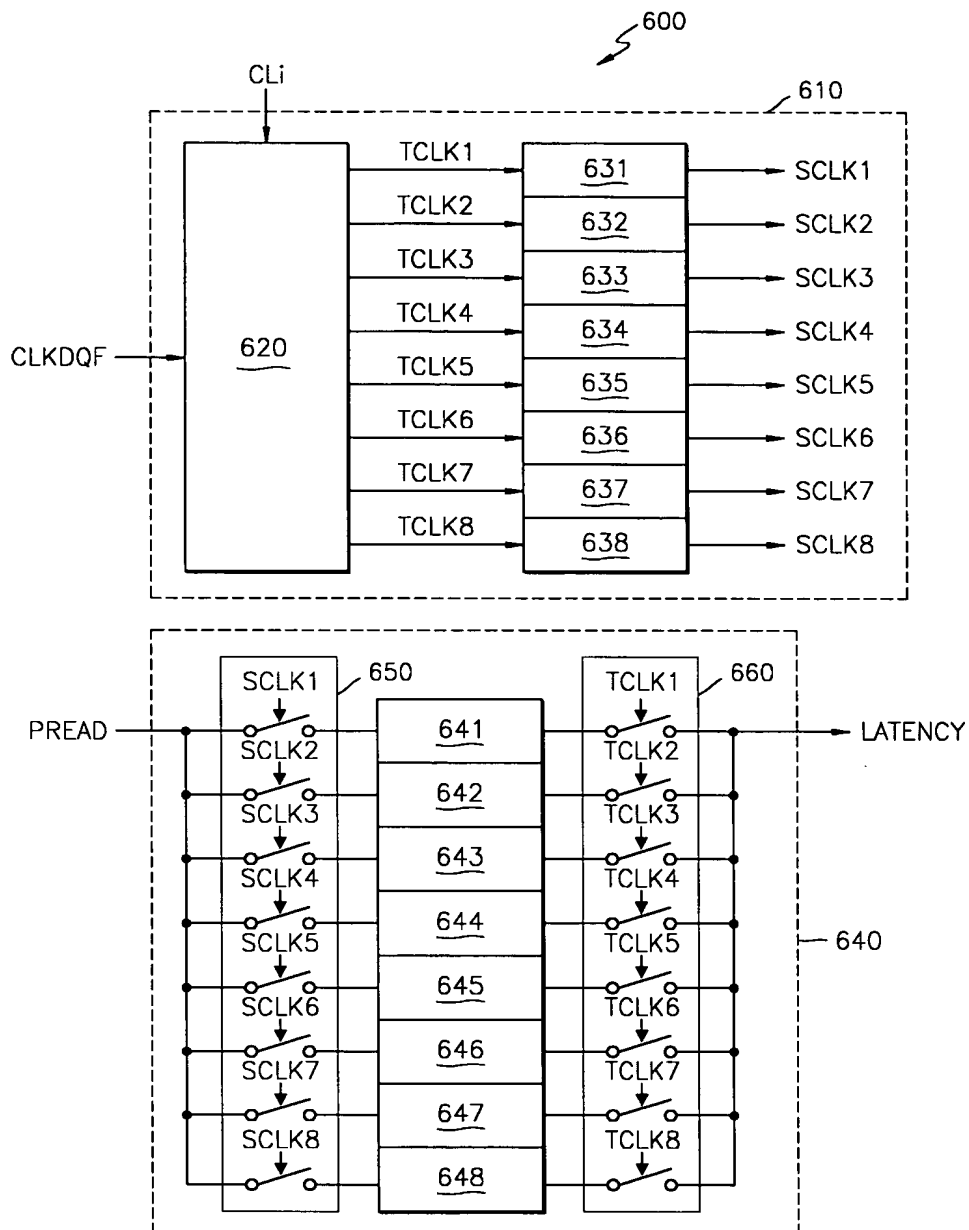 600
CLi
610
TCLK1 631 SCLK1
TCLK2 632 SCLK2
TCLK3 633 SCLK3
TCLK4 634 SCLK4
CLKDQF 620
TCLK5 635 SCLK5
TCLK6 636 SCLK6
TCLK7 637 SCLK7
TCLK8 638 SCLK8
SCLK1 650 TCLK1 660
PREAD 641 LATENCY
SCLK2 TCLK2
642
SCLK3 TCLK3
643
SCLK4 TCLK4
644
SCLK5 TCLK5
640
645
SCLK6 TCLK6
646
SCLK7 TCLK7
647
SCLK8 TCLK8
648